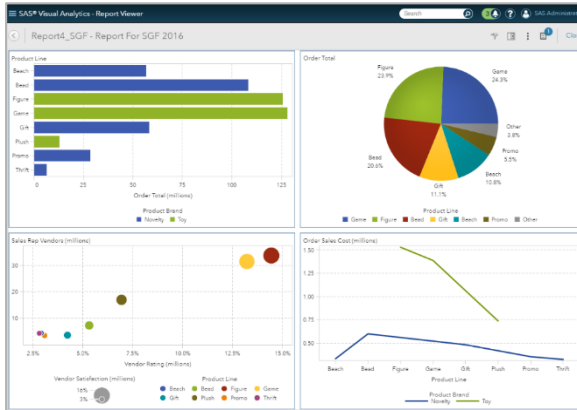 SAS® Visual Analytics - Report Viewer
Search
SAS Administrator
Report4_SGF - Report For SGF 2016
Product Line
Beach
Bead
Figure
Game
Gift
Plush
Promo
Thrift
0 25 50 75 100 125
Order Total (millions)
Product Brand
Novelty Toy
Order Total
Figure
23.9%
Game
24.3%
Other
3.8%
Promo
5.5%
Beach
10.8%
Gift
11.1%
Bead
20.6%
Product Line
Game Figure Bead Gift Beach Promo Other
Sales Rep Vendors (millions)
30
20
10
2.5% 5.0% 7.5% 10.0% 12.5% 15.0%
Vendor Rating (millions)
Vendor Satisfaction (millions)
16%
3%
Product Line
Beach Bead Figure Game
Gift Plush Promo Thrift
Order Sales Cost (millions)
1.50
1.25
1.00
0.75
0.50
Beach Bead Figure Game Gift Plush Promo Thrift
Product Line
Product Brand
Novelty Toy